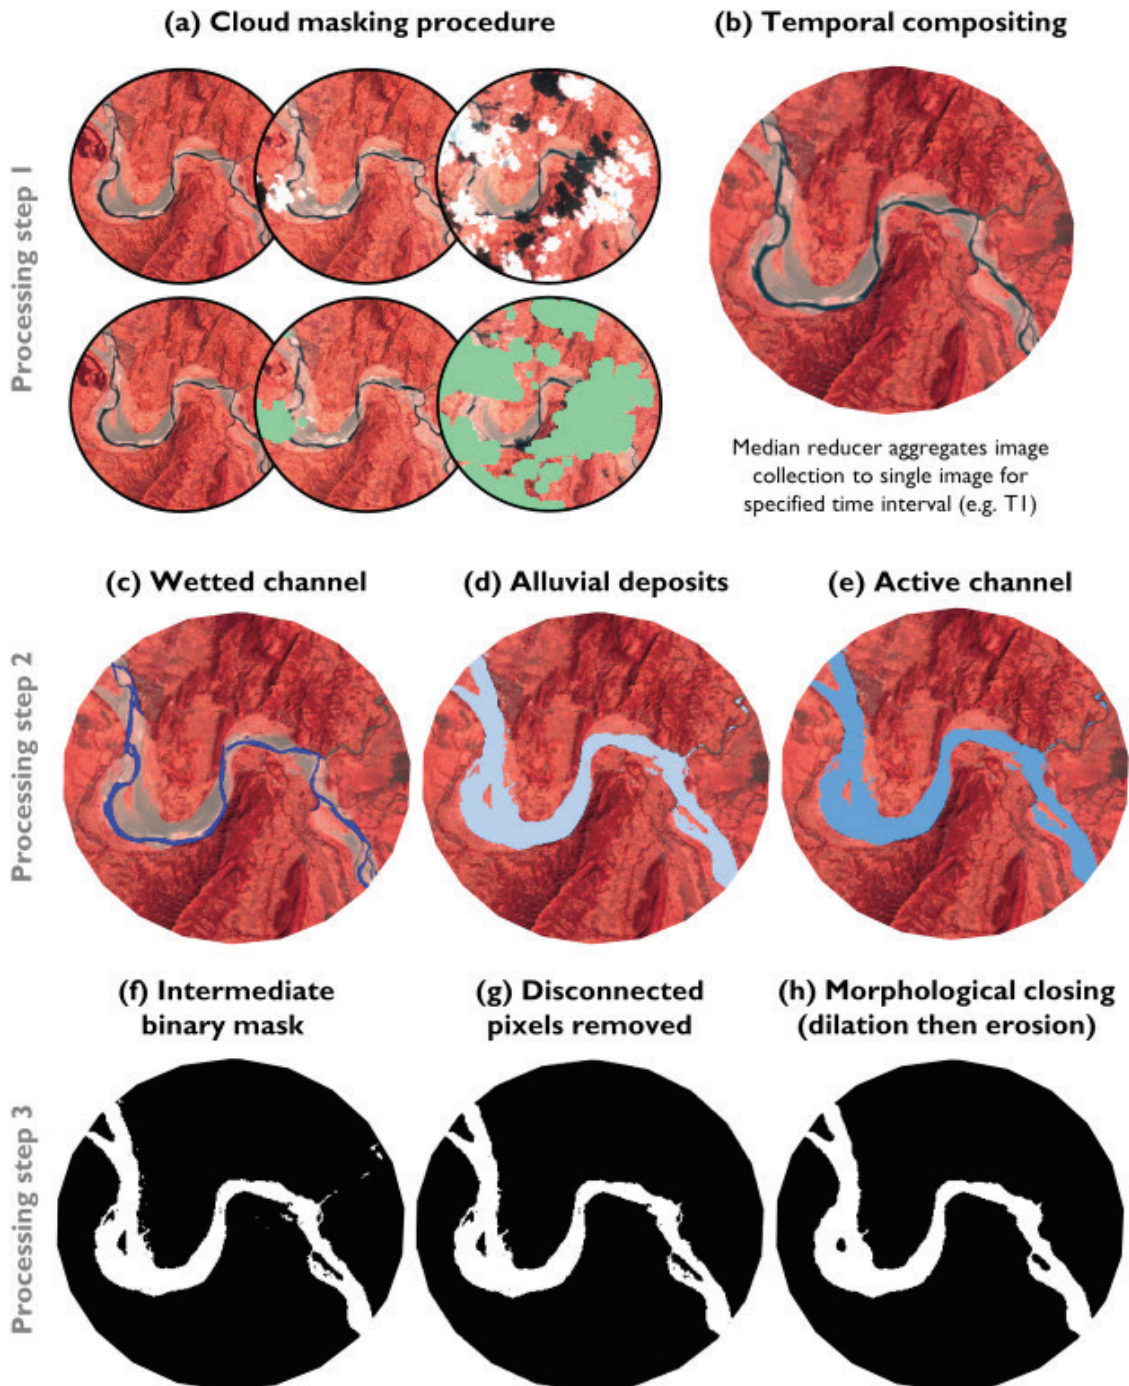 (a) Cloud masking procedure
(b) Temporal compositing
Processing step 1
Median reducer aggregates image
collection to single image for
specified time interval (e.g. T1)
(c) Wetted channel
(d) Alluvial deposits
(e) Active channel
Processing step 2
(f) Intermediate
binary mask
(g) Disconnected
pixels removed
(h) Morphological closing
(dilation then erosion)
Processing step 3